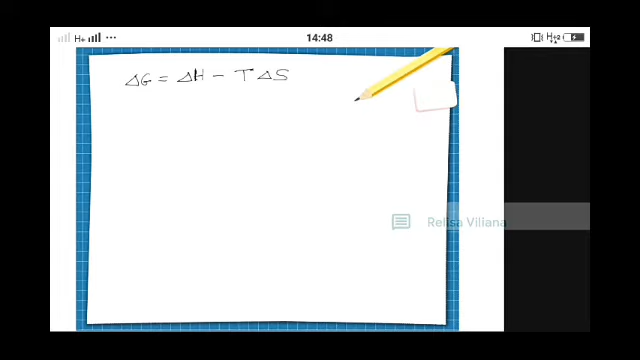 H+ 14:48
ΔG = ΔH - TΔS
Relisa Viliana